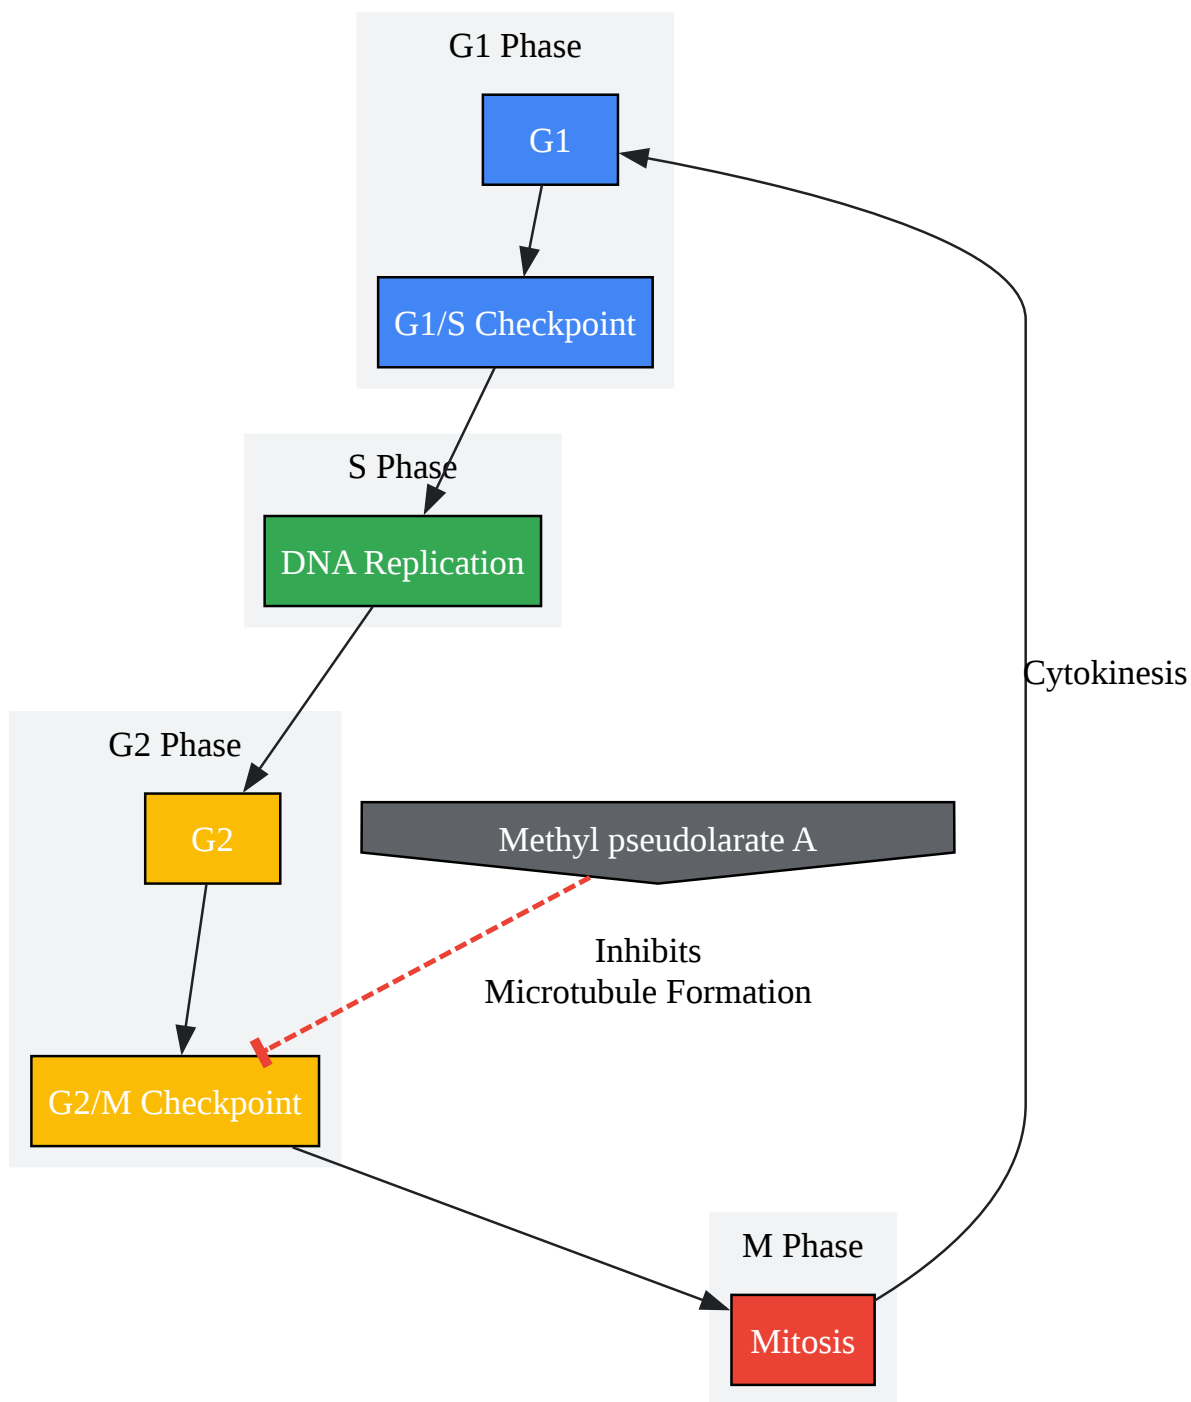 G1 Phase
G1
G1/S Checkpoint
S Phase
DNA Replication
Cytokinesis
G2 Phase
G2
Methyl pseudolarate A
Inhibits
Microtubule Formation
G2/M Checkpoint
M Phase
Mitosis